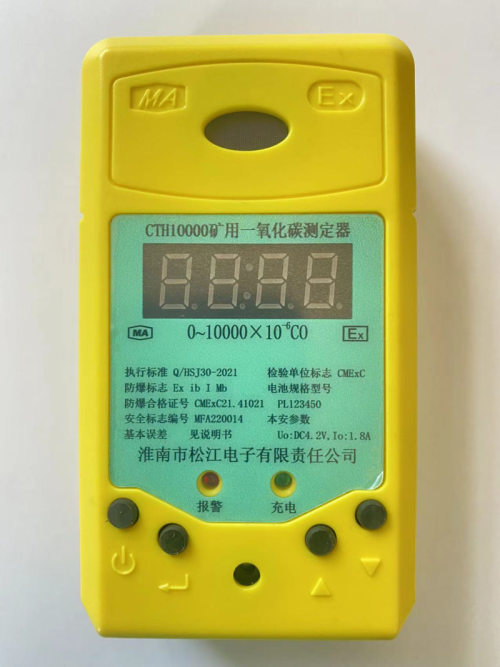 MA Ex
CTH10000矿用一氧化碳测定器
MA 0~10000×10⁻⁶CO Ex
执行标准 Q/HSJ30-2021 检验单位标志 CMExC
防爆标志 Ex ib I Mb 电池规格型号
防爆合格证号 CMExC21.41021 PL123450
安全标志编号 MFA220014 本安参数
基本误差 见说明书 Uo:DC4.2V,Io:1.8A
淮南市松江电子有限责任公司
报警 充电